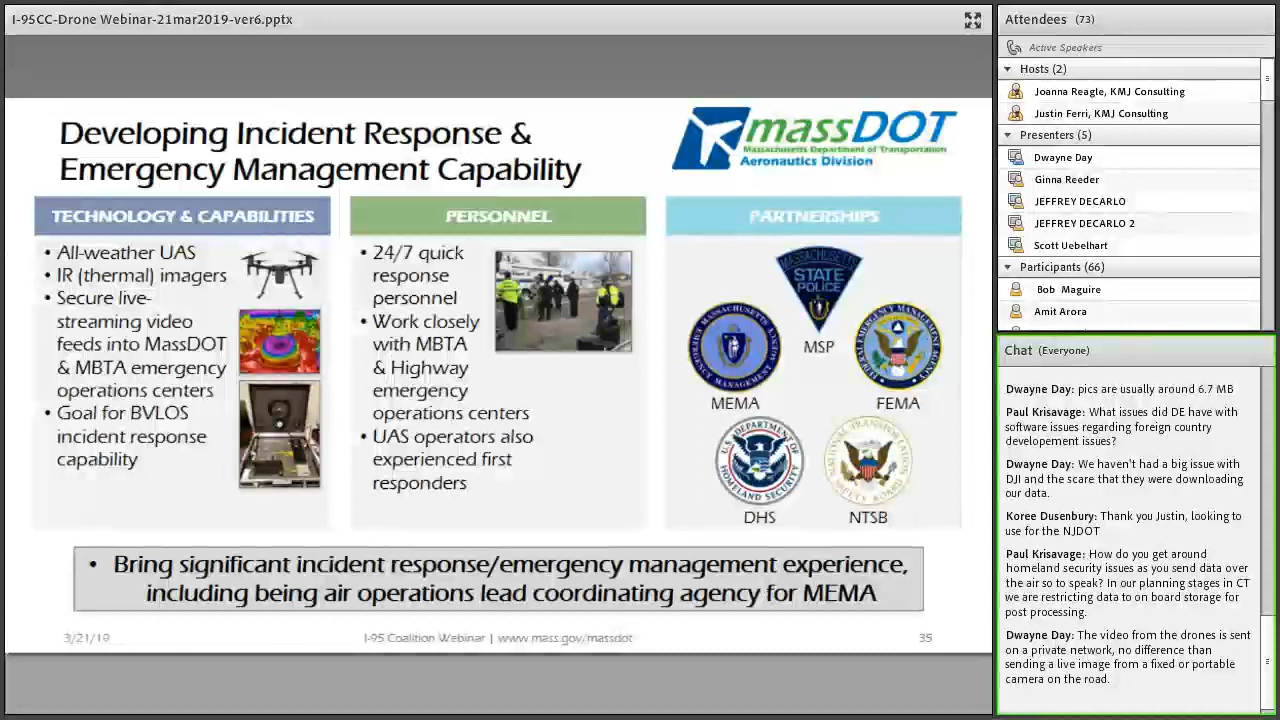 I-95CC-Drone Webinar-21mar2019-ver6.pptx
Developing Incident Response &
Emergency Management Capability
massDOT
Massachusetts Department of Transportation
Aeronautics Division
TECHNOLOGY & CAPABILITIES
• All-weather UAS
• IR (thermal) imagers
• Secure live-
streaming video
feeds into MassDOT
& MBTA emergency
operations centers
• Goal for BVLOS
incident response
capability
PERSONNEL
• 24/7 quick
response
personnel
• Work closely
with MBTA
& Highway
emergency
operations centers
• UAS operators also
experienced first
responders
PARTNERSHIPS
MASSACHUSETTS
STATE
POLICE
MSP
MEMA
FEMA
U.S. DEPARTMENT OF
HOMELAND SECURITY
DHS
NTSB
• Bring significant incident response/emergency management experience,
including being air operations lead coordinating agency for MEMA
3/21/19
I-95 Coalition Webinar | www.mass.gov/massdot
35
Attendees (73)
Active Speakers
Hosts (2)
Joanna Reagle, KMJ Consulting
Justin Ferri, KMJ Consulting
Presenters (5)
Dwayne Day
Ginna Reeder
JEFFREY DECARLO
JEFFREY DECARLO 2
Scott Uebelhart
Participants (66)
Bob Maguire
Amit Arora
Chat (Everyone)
Dwayne Day: pics are usually around 6.7 MB
Paul Krisavage: What issues did DE have with
software issues regarding foreign country
developement issues?
Dwayne Day: We haven't had a big issue with
DJI and the scare that they were downloading
our data.
Koree Dusenbury: Thank you Justin, looking to
use for the NJDOT
Paul Krisavage: How do you get around
homeland security issues as you send data over
the air so to speak? In our planning stages in CT
we are restricting data to on board storage for
post processing.
Dwayne Day: The video from the drones is sent
on a private network, no difference than
sending a live image from a fixed or portable
camera on the road.